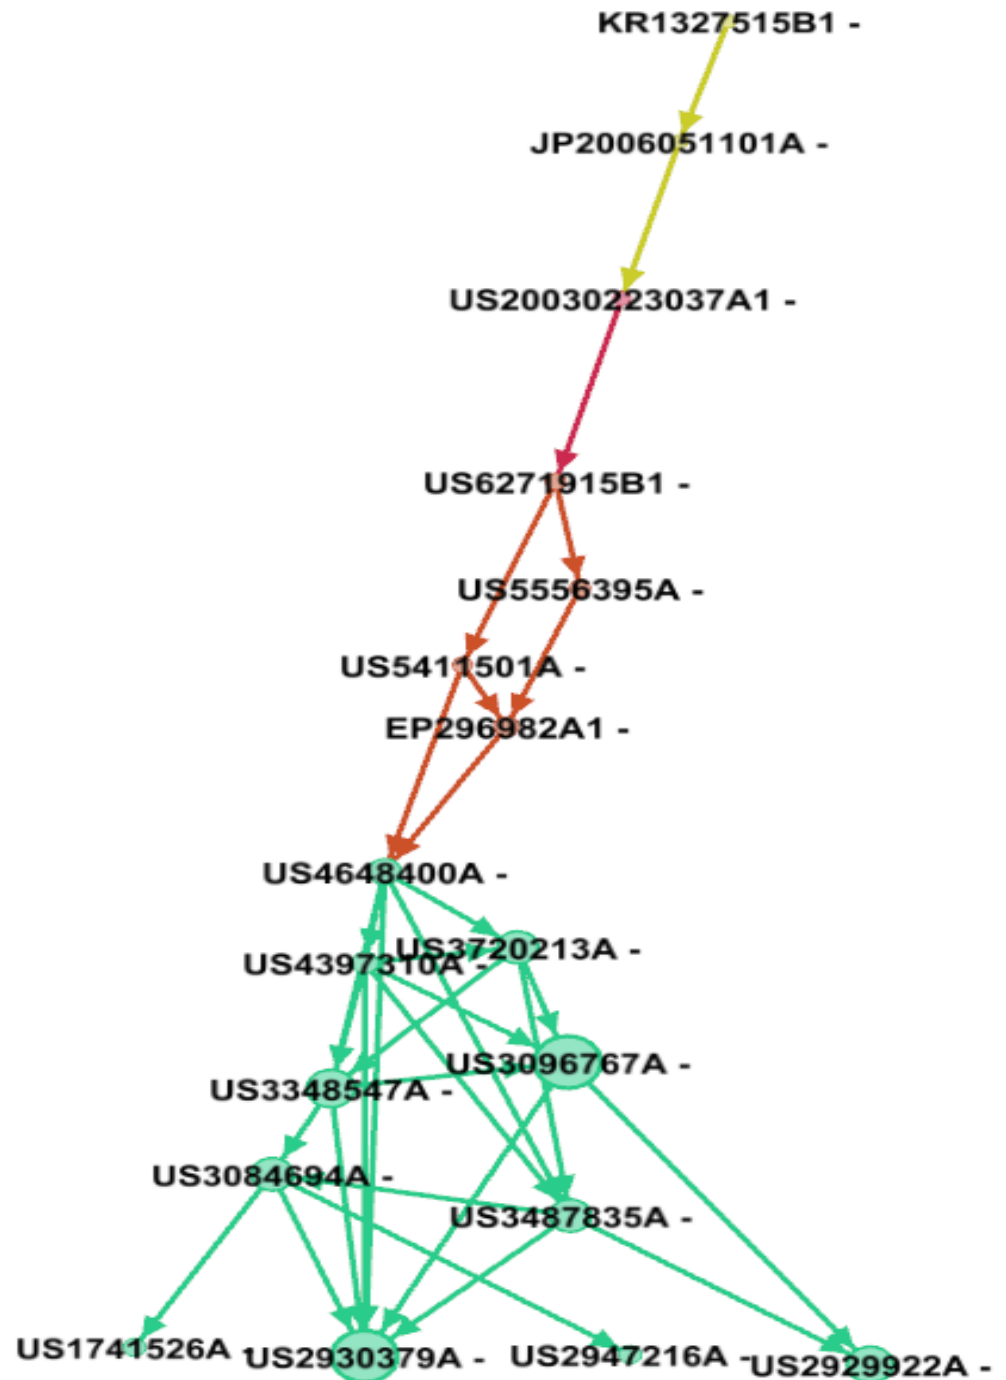 KR1327515B1 -
JP2006051101A -
US20030223037A1 -
US6271915B1 -
US5556395A -
US5411501A -
EP296982A1 -
US4648400A -
US3720213A -
US4397310A -
US3096767A -
US3348547A -
US3084694A -
US3487835A -
US1741526A -
US2930379A -
US2947216A -
US2929922A -